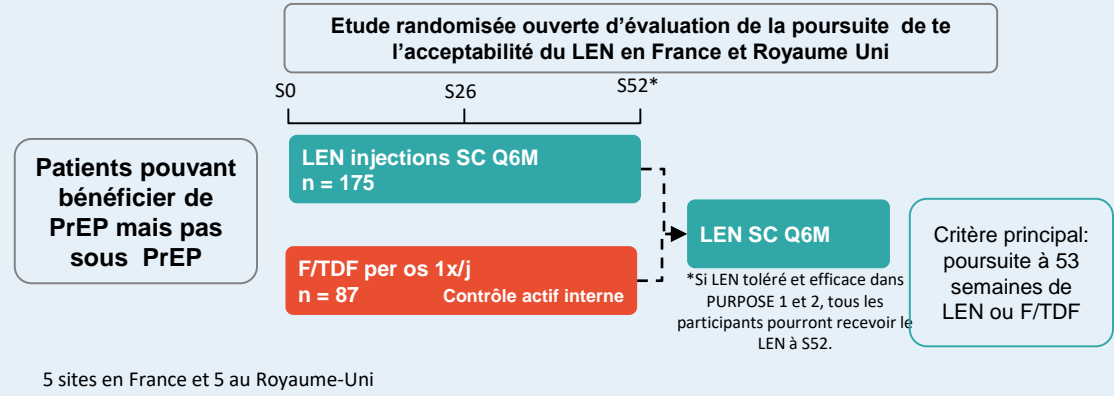 Etude randomisée ouverte d’évaluation de la poursuite de te
l’acceptabilité du LEN en France et Royaume Uni
S0
S26
S52*
Patients pouvant
bénéficier de
PrEP mais pas
sous PrEP
LEN injections SC Q6M
n = 175
F/TDF per os 1x/j
n = 87 Contrôle actif interne
LEN SC Q6M
*Si LEN toléré et efficace dans
PURPOSE 1 et 2, tous les
participants pourront recevoir le
LEN à S52.
Critère principal:
poursuite à 53
semaines de
LEN ou F/TDF
5 sites en France et 5 au Royaume-Uni